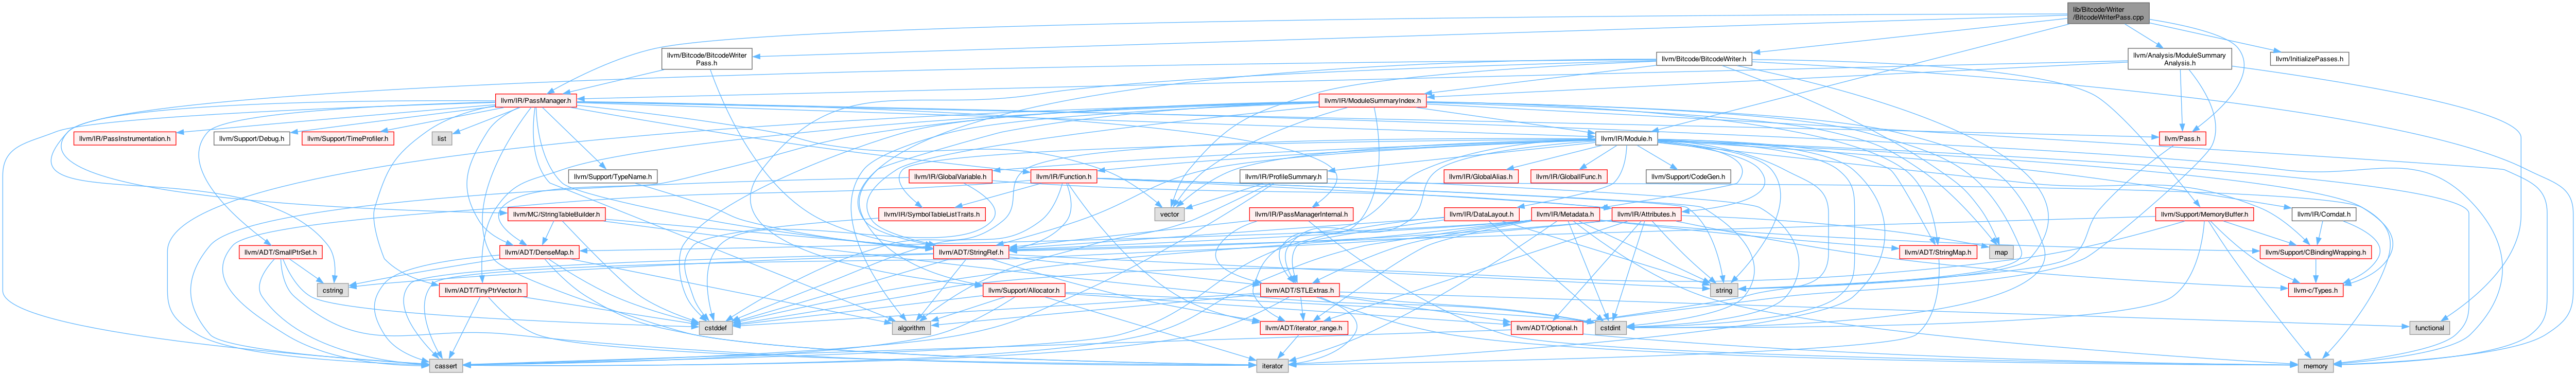 lib/Bitcode/Writer
/BitcodeWriterPass.cpp
llvm/Bitcode/BitcodeWriter
Pass.h
llvm/Bitcode/BitcodeWriter.h
llvm/Analysis/ModuleSummary
Analysis.h
llvm/InitializePasses.h
llvm/IR/PassManager.h
llvm/IR/ModuleSummaryIndex.h
llvm/IR/PassInstrumentation.h
llvm/Support/Debug.h
llvm/Support/TimeProfiler.h
list
llvm/IR/Module.h
llvm/Pass.h
llvm/Support/TypeName.h
llvm/IR/GlobalVariable.h
llvm/IR/Function.h
llvm/IR/ProfileSummary.h
llvm/IR/GlobalAlias.h
llvm/IR/GlobalIFunc.h
llvm/Support/CodeGen.h
llvm/MC/StringTableBuilder.h
llvm/IR/SymbolTableListTraits.h
vector
llvm/IR/PassManagerInternal.h
llvm/IR/DataLayout.h
llvm/IR/Metadata.h
llvm/IR/Attributes.h
llvm/Support/MemoryBuffer.h
llvm/IR/Comdat.h
llvm/ADT/SmallPtrSet.h
llvm/ADT/DenseMap.h
llvm/ADT/StringRef.h
llvm/ADT/StringMap.h
map
llvm/Support/CBindingWrapping.h
cstring
llvm/ADT/TinyPtrVector.h
llvm/Support/Allocator.h
llvm/ADT/STLExtras.h
string
llvm-c/Types.h
cstddef
algorithm
llvm/ADT/iterator_range.h
cstdint
llvm/ADT/Optional.h
functional
cassert
iterator
memory